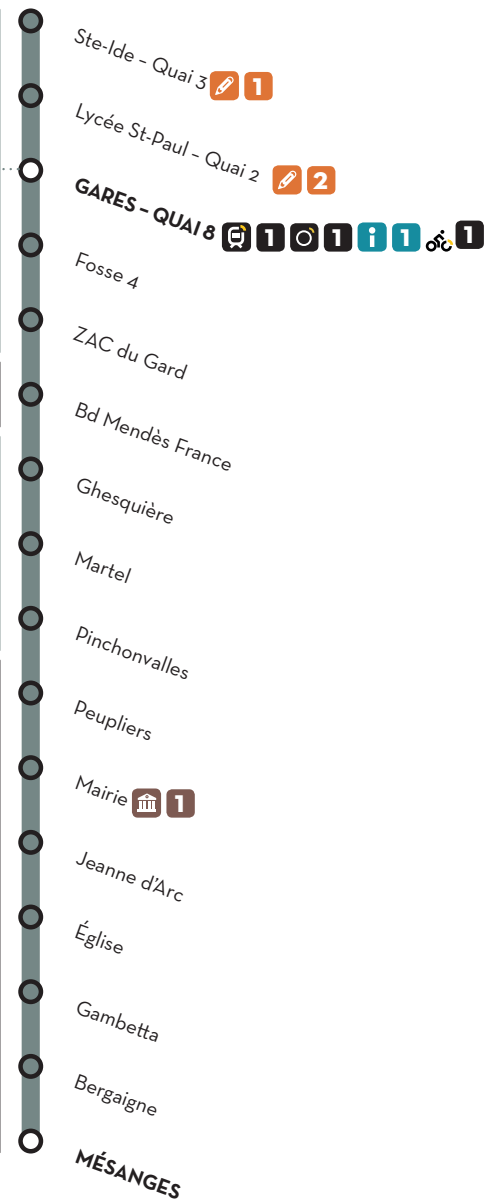 Ste-Ide – Quai 3 1
Lycée St-Paul – Quai 2 2
GARES – QUAI 8 1 1 i 1 1
Fosse 4
ZAC du Gard
Bd Mendès France
Ghesquière
Martel
Pinchonvalles
Peupliers
Mairie 1
Jeanne d'Arc
Église
Gambetta
Bergaigne
MÉSANGES